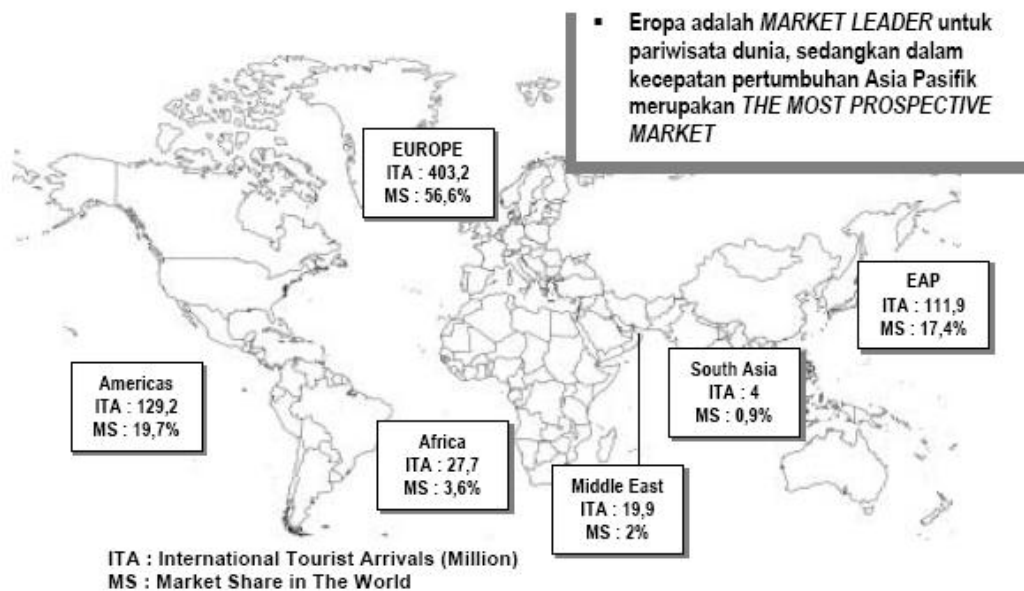 ▪ Eropa adalah MARKET LEADER untuk
pariwisata dunia, sedangkan dalam
kecepatan pertumbuhan Asia Pasifik
merupakan THE MOST PROSPECTIVE
MARKET
EUROPE
ITA : 403,2
MS : 56,6%
EAP
ITA : 111,9
MS : 17,4%
South Asia
ITA : 4
MS : 0,9%
Americas
ITA : 129,2
MS : 19,7%
Africa
ITA : 27,7
MS : 3,6%
Middle East
ITA : 19,9
MS : 2%
ITA : International Tourist Arrivals (Million)
MS : Market Share in The World